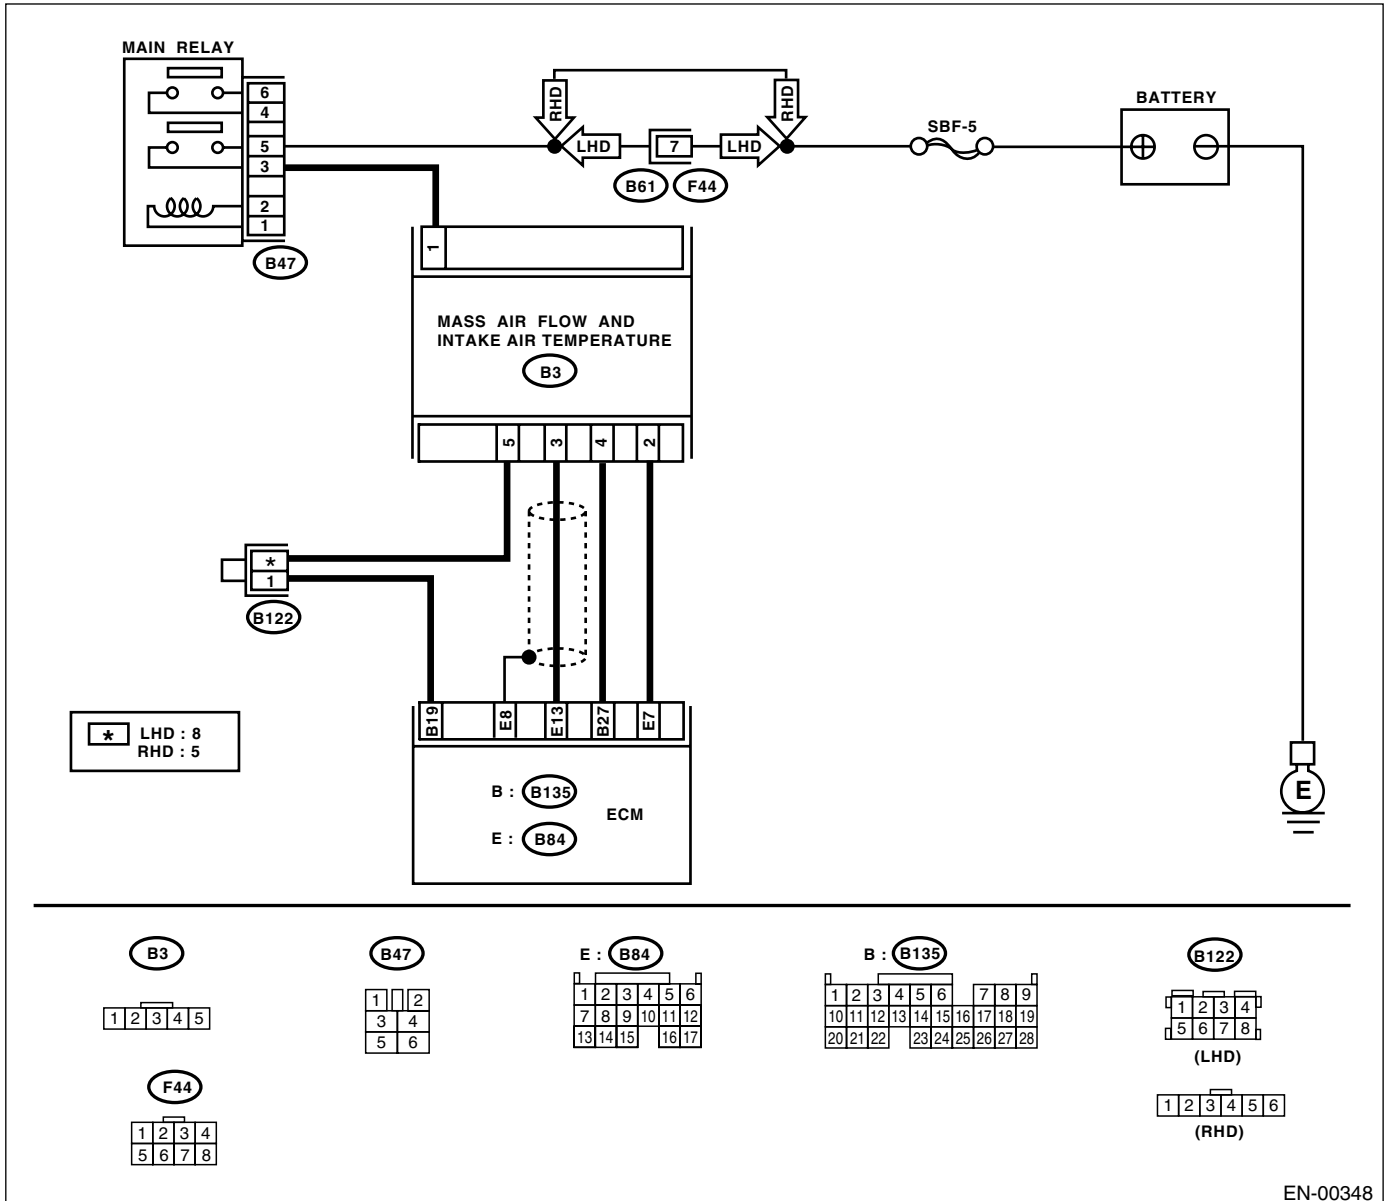 MAIN RELAY
6
4
5
3
2
1
B47
RHD
RHD
LHD
7
LHD
B61
F44
SBF-5
BATTERY
1
MASS AIR FLOW AND
INTAKE AIR TEMPERATURE
B3
5 3 4 2
*
1
B122
* LHD : 8
RHD : 5
B19 E8 E13 B27 E7
B : B135
ECM
E : B84
E
B3
1 2 3 4 5
B47
1 2
3 4
5 6
E : B84
1 2 3 4 5 6
7 8 9 10 11 12
13 14 15 16 17
B : B135
1 2 3 4 5 6 7 8 9
10 11 12 13 14 15 16 17 18 19
20 21 22 23 24 25 26 27 28
B122
1 2 3 4
5 6 7 8
(LHD)
F44
1 2 3 4
5 6 7 8
1 2 3 4 5 6
(RHD)
EN-00348